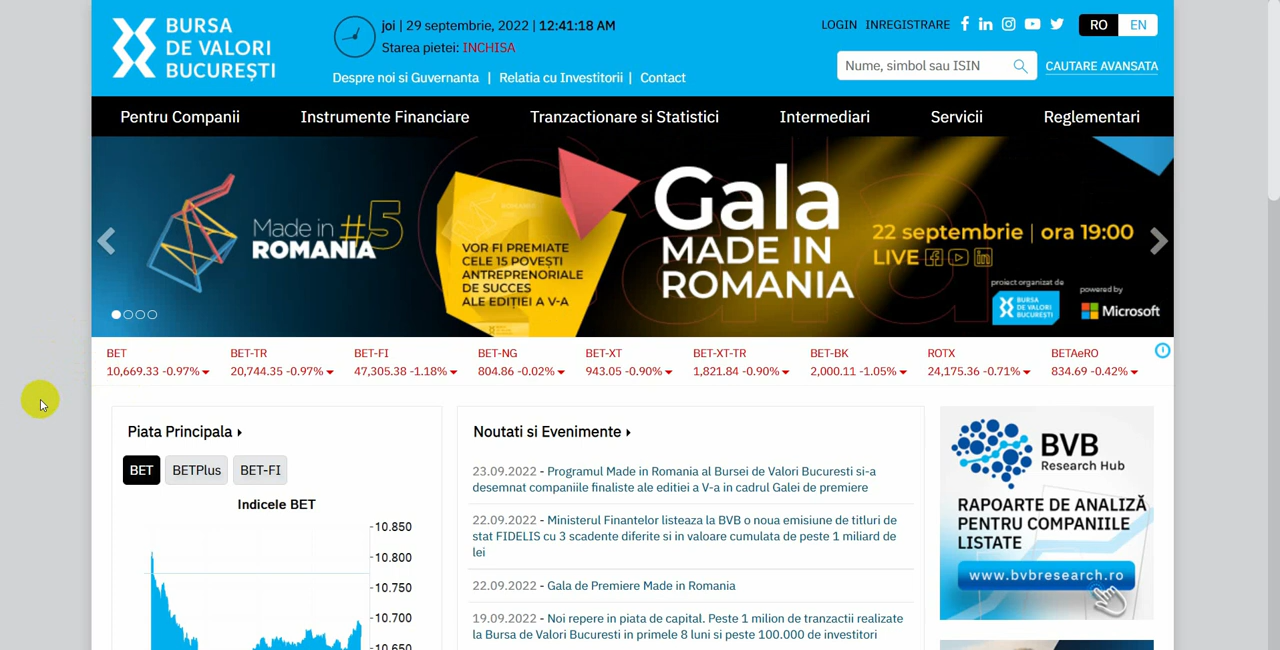 BURSA
DE VALORI
BUCUREȘTI
joi | 29 septembrie, 2022 | 12:41:18 AM
Starea pietei: INCHISA
Despre noi si Guvernanta | Relatia cu Investitorii | Contact
LOGIN INREGISTRARE
RO EN
Nume, simbol sau ISIN
CAUTARE AVANSATA
Pentru Companii Instrumente Financiare Tranzactionare si Statistici Intermediari Servicii Reglementari
Made in #5
ROMANIA
VOR FI PREMIATE
CELE 15 POVEȘTI
ANTREPRENORIALE
DE SUCCES
ALE EDIȚIEI A V-A
Gala
MADE IN
ROMANIA
22 septembrie | ora 19:00
LIVE
proiect organizat de
BURSA
DE VALORI
BUCUREȘTI
powered by
Microsoft
BET BET-TR BET-FI BET-NG BET-XT BET-XT-TR BET-BK ROTX BETAeRO
10,669.33 -0.97% 20,744.35 -0.97% 47,305.38 -1.18% 804.86 -0.02% 943.05 -0.90% 1,821.84 -0.90% 2,000.11 -1.05% 24,175.36 -0.71% 834.69 -0.42%
Piata Principala
BET BETPlus BET-FI
Indicele BET
10.850
10.800
10.750
10.700
10.650
Noutati si Evenimente
23.09.2022 - Programul Made in Romania al Bursei de Valori Bucuresti si-a
desemnat companiile finaliste ale editiei a V-a in cadrul Galei de premiere
22.09.2022 - Ministerul Finantelor listeaza la BVB o noua emisiune de titluri de
stat FIDELIS cu 3 scadente diferite si in valoare cumulata de peste 1 miliard de
lei
22.09.2022 - Gala de Premiere Made in Romania
19.09.2022 - Noi repere in piata de capital. Peste 1 milion de tranzactii realizate
la Bursa de Valori Bucuresti in primele 8 luni si peste 100.000 de investitori
BVB
Research Hub
RAPOARTE DE ANALIZĂ
PENTRU COMPANIILE
LISTATE
www.bvbresearch.ro